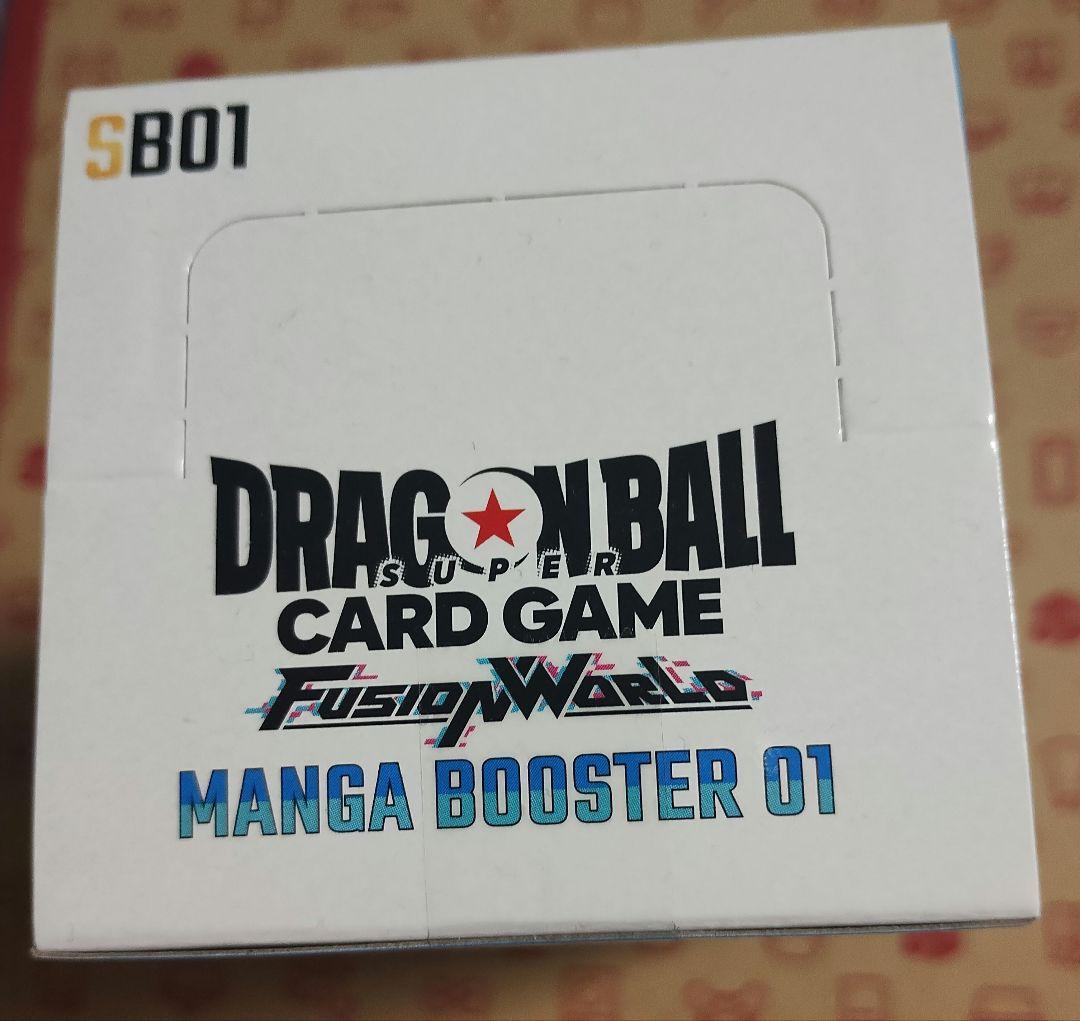 SB01
DRAGON BALL
SUPER
CARD GAME
FUSION WORLD
MANGA BOOSTER 01